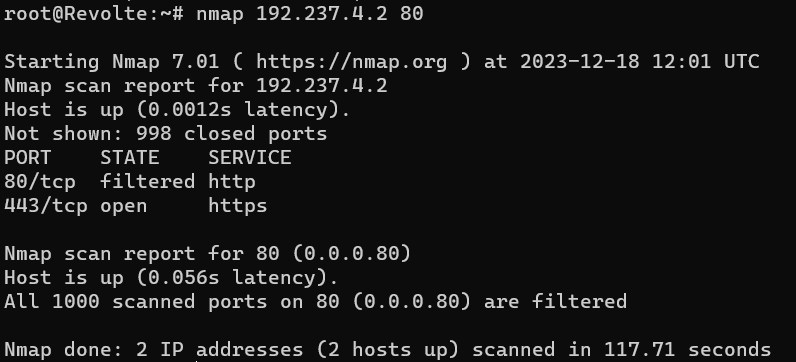 root@Revolte:~# nmap 192.237.4.2 80
Starting Nmap 7.01 ( https://nmap.org ) at 2023-12-18 12:01 UTC
Nmap scan report for 192.237.4.2
Host is up (0.0012s latency).
Not shown: 998 closed ports
PORT    STATE    SERVICE
80/tcp  filtered http
443/tcp open     https
Nmap scan report for 80 (0.0.0.80)
Host is up (0.056s latency).
All 1000 scanned ports on 80 (0.0.0.80) are filtered
Nmap done: 2 IP addresses (2 hosts up) scanned in 117.71 seconds